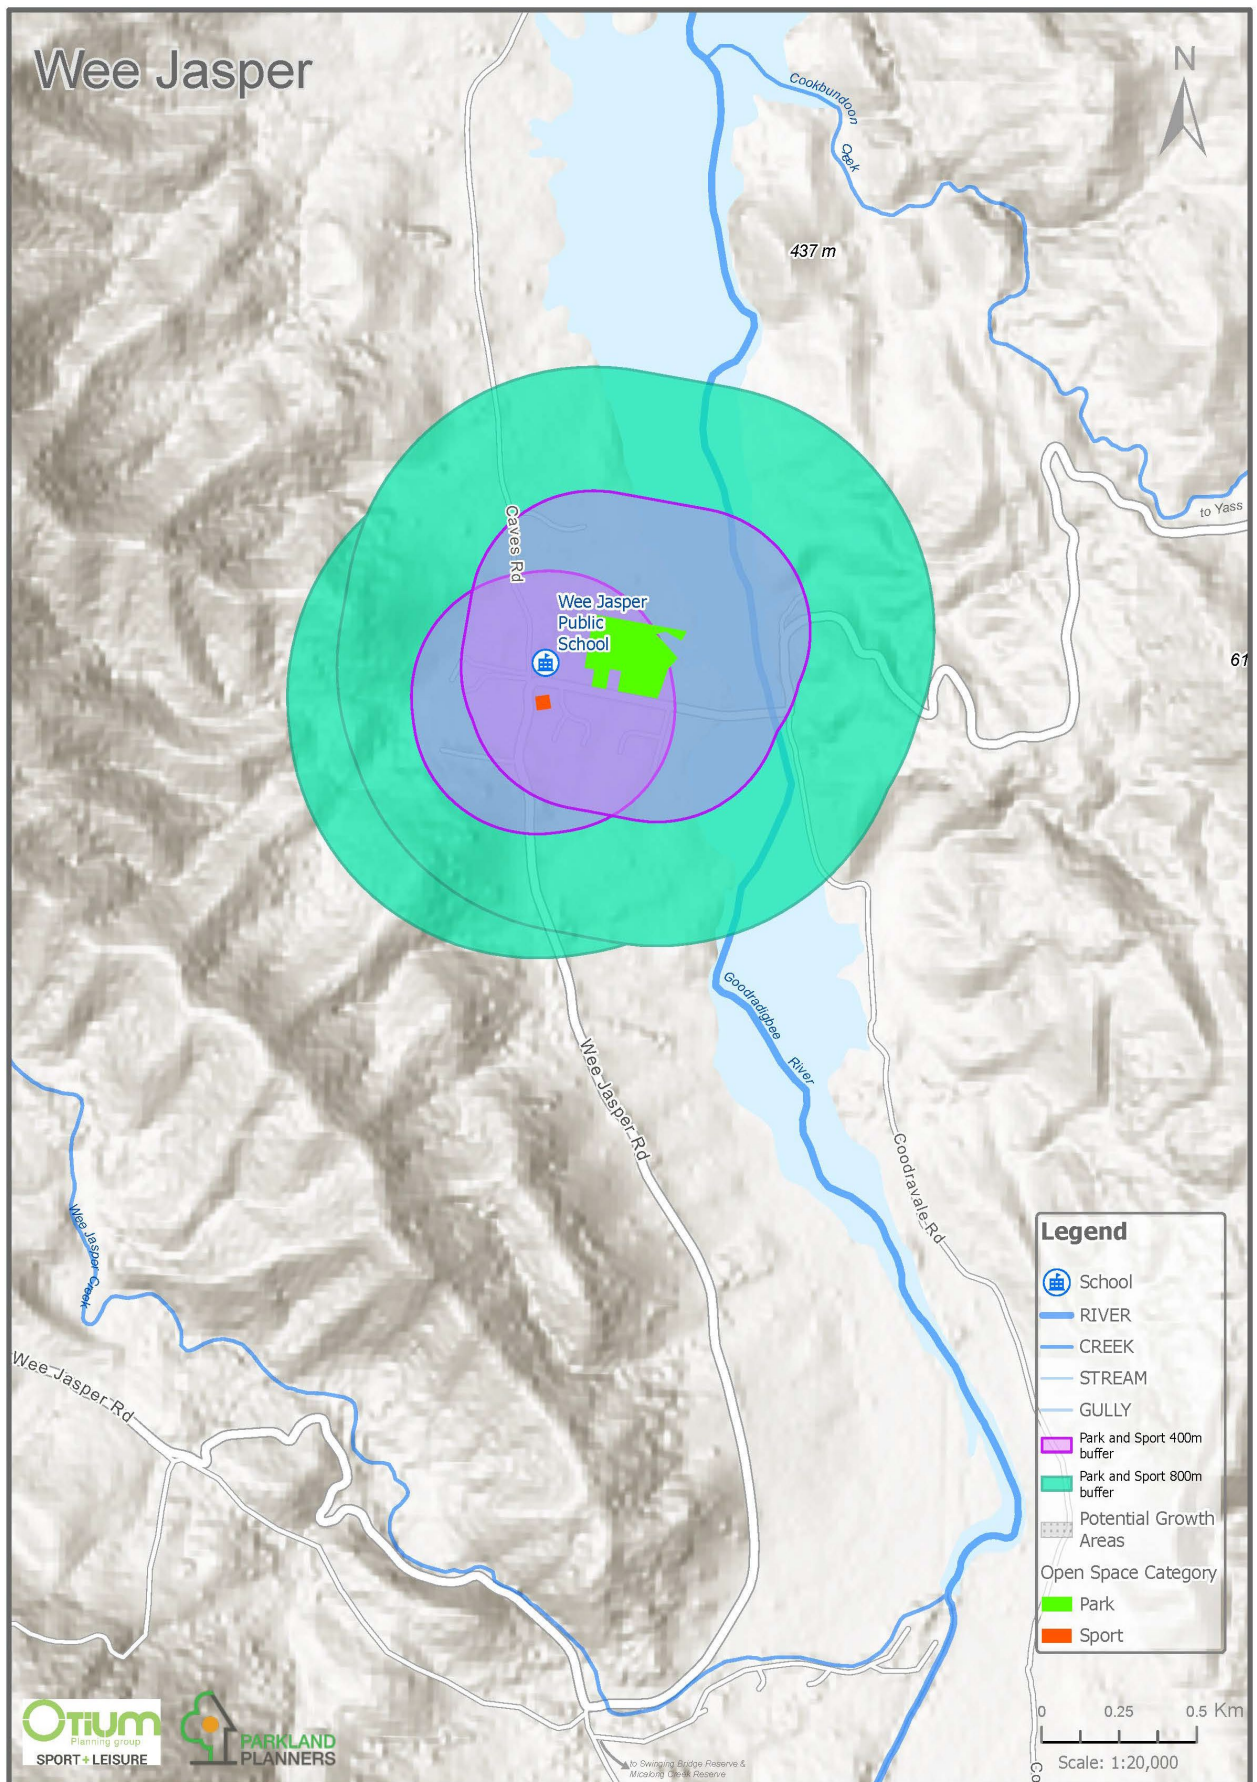 Wee Jasper
N
Cookbundoon
Creek
437 m
to Yass
Caves Rd
Wee Jasper
Public
School
61
Goodradigbee
River
Wee Jasper Rd
Coodravale Rd
Wee Jasper Creek
Wee Jasper Rd
Legend
School
RIVER
CREEK
STREAM
GULLY
Park and Sport 400m
buffer
Park and Sport 800m
buffer
Potential Growth
Areas
Open Space Category
Park
Sport
0 0.25 0.5 Km
Scale: 1:20,000
Co
OTIUM
Planning group
SPORT + LEISURE
PARKLAND
PLANNERS
to Swinging Bridge Reserve &
Micalong Creek Reserve